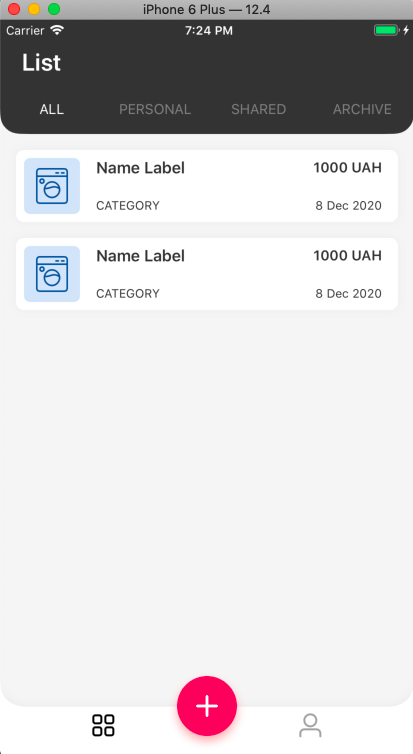 iPhone 6 Plus — 12.4
Carrier 7:24 PM
List
ALL PERSONAL SHARED ARCHIVE
Name Label 1000 UAH
CATEGORY 8 Dec 2020
Name Label 1000 UAH
CATEGORY 8 Dec 2020